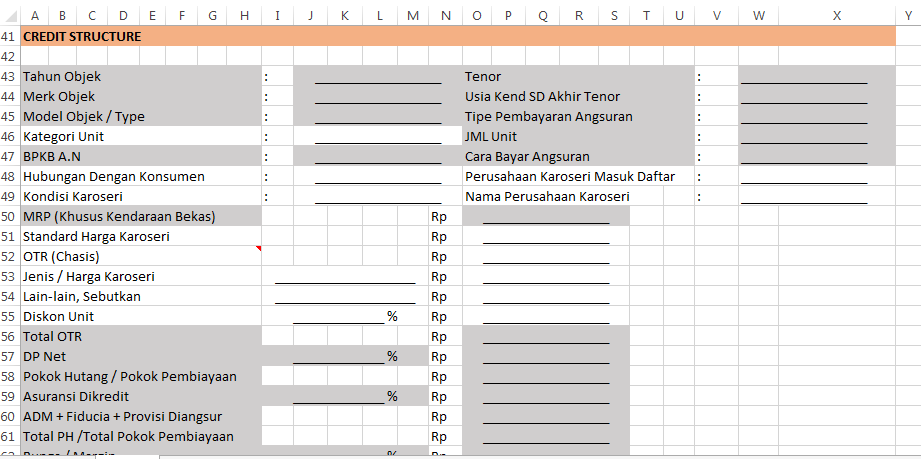 A B C D E F G H I J K L M N O P Q R S T U V W X Y
41 CREDIT STRUCTURE
42
43 Tahun Objek : Tenor :
44 Merk Objek : Usia Kend SD Akhir Tenor :
45 Model Objek / Type : Tipe Pembayaran Angsuran :
46 Kategori Unit : JML Unit :
47 BPKB A.N : Cara Bayar Angsuran :
48 Hubungan Dengan Konsumen : Perusahaan Karoseri Masuk Daftar :
49 Kondisi Karoseri : Nama Perusahaan Karoseri :
50 MRP (Khusus Kendaraan Bekas) Rp
51 Standard Harga Karoseri Rp
52 OTR (Chasis) Rp
53 Jenis / Harga Karoseri Rp
54 Lain-lain, Sebutkan Rp
55 Diskon Unit % Rp
56 Total OTR Rp
57 DP Net % Rp
58 Pokok Hutang / Pokok Pembiayaan Rp
59 Asuransi Dikredit % Rp
60 ADM + Fiducia + Provisi Diangsur Rp
61 Total PH /Total Pokok Pembiayaan Rp
62 Bunga / Margin % Rp